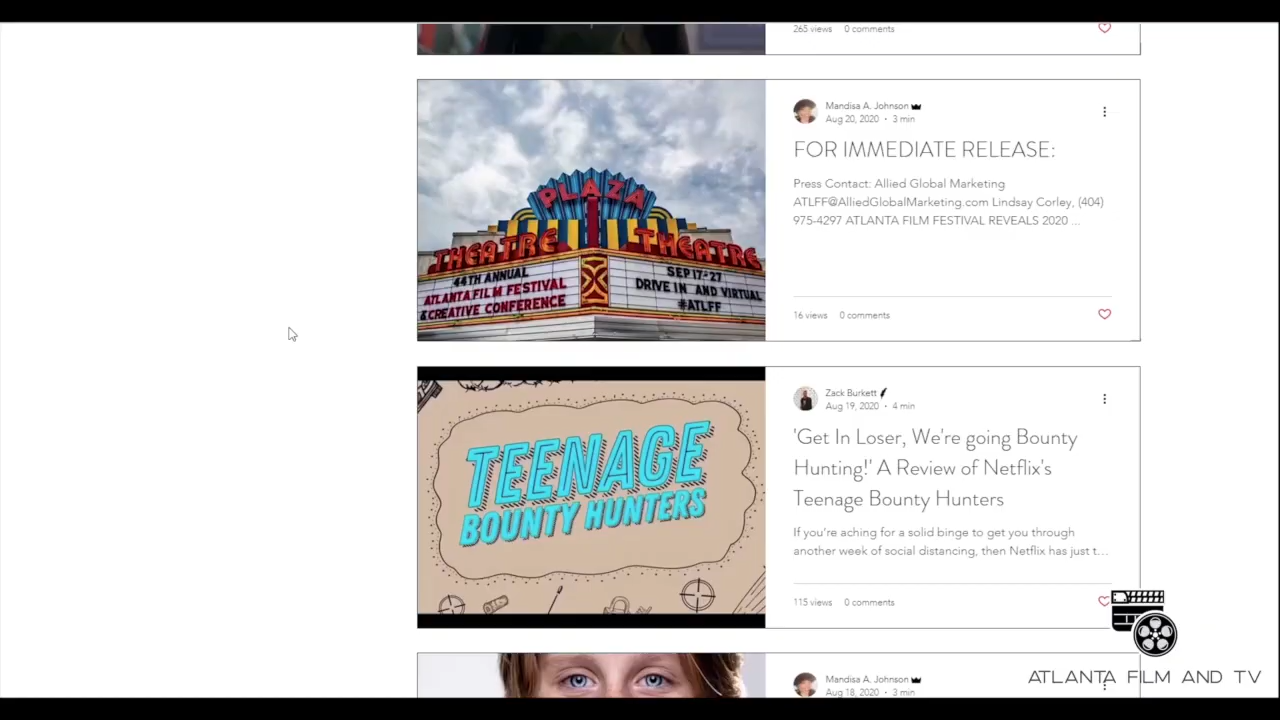 265 views 0 comments
PLAZA
THEATRE THEATRE
44TH ANNUAL
ATLANTA FILM FESTIVAL
& CREATIVE CONFERENCE
SEP 17-27
DRIVE IN AND VIRTUAL
#ATLFF
Mandisa A. Johnson
Aug 20, 2020 · 3 min
FOR IMMEDIATE RELEASE:
Press Contact: Allied Global Marketing
ATLFF@AlliedGlobalMarketing.com Lindsay Corley, (404)
975-4297 ATLANTA FILM FESTIVAL REVEALS 2020 ...
16 views 0 comments
TEENAGE
BOUNTY HUNTERS
Zack Burkett
Aug 19, 2020 · 4 min
'Get In Loser, We're going Bounty
Hunting!' A Review of Netflix's
Teenage Bounty Hunters
If you're aching for a solid binge to get you through
another week of social distancing, then Netflix has just t...
115 views 0 comments
Mandisa A. Johnson
Aug 18, 2020 · 3 min
ATLANTA FILM AND TV